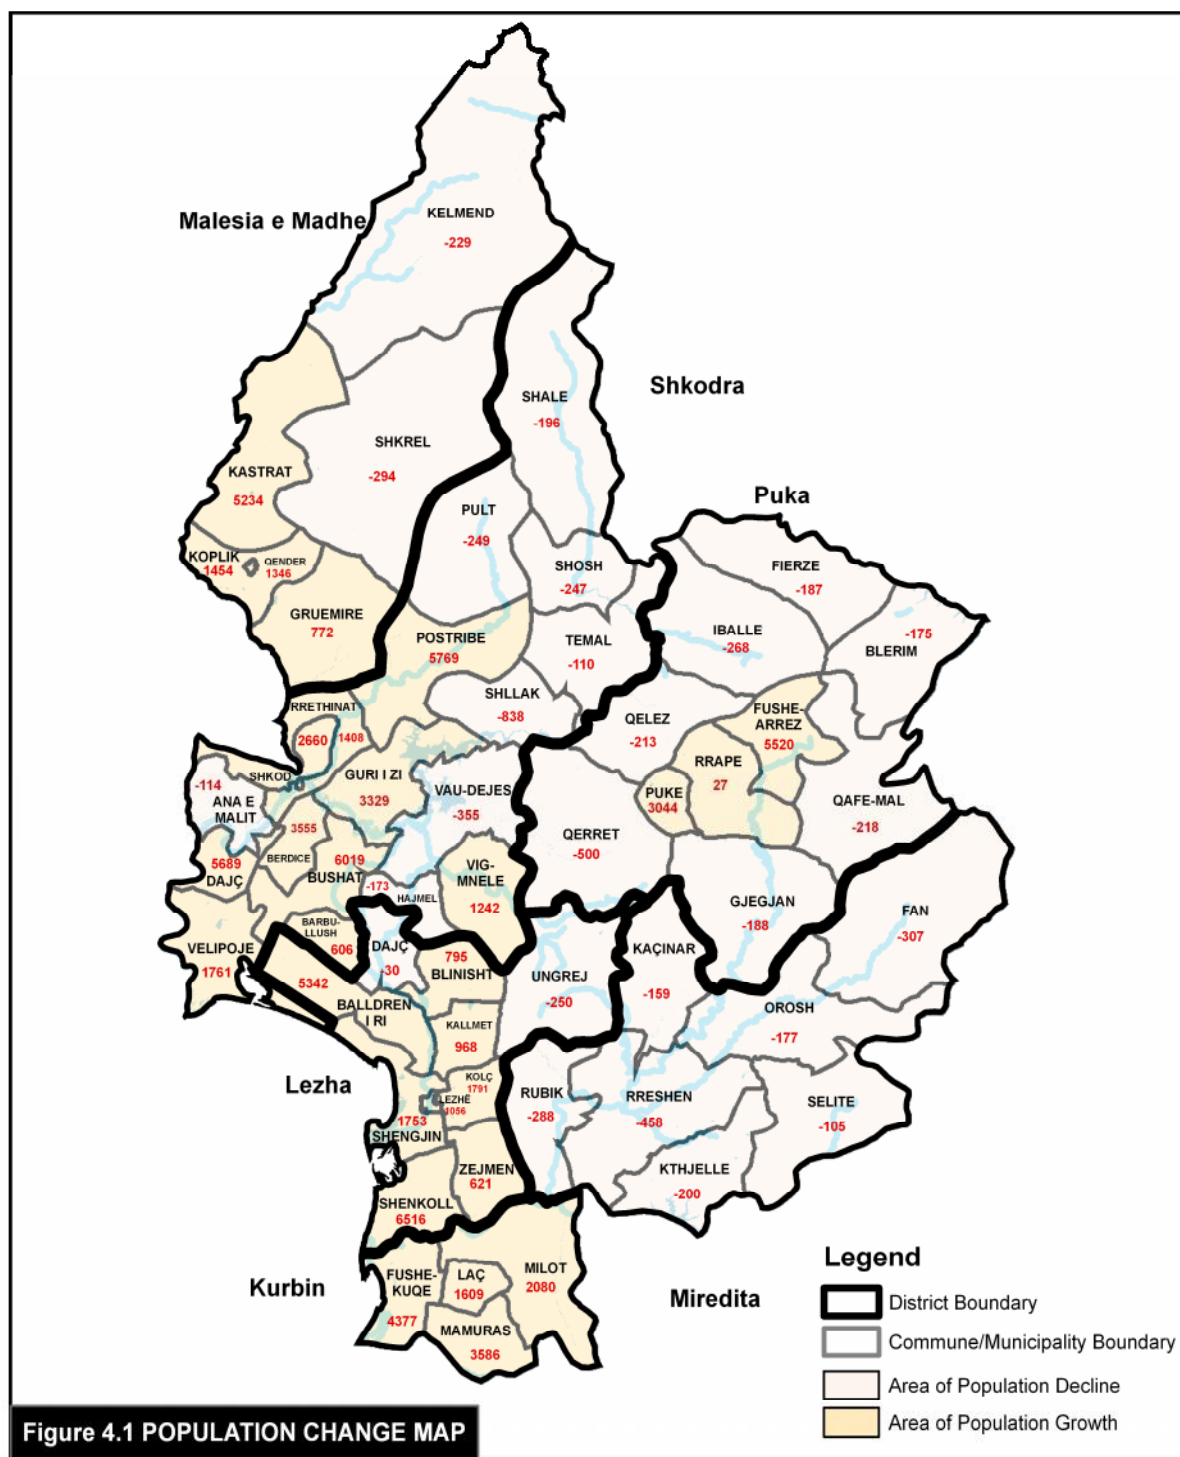 KELMEND
-229
Malesia e Madhe
SHALE
-196
Shkodra
SHKREL
-294
KASTRAT
5234
PULT
-249
Puka
KOPLIK
1454
QENDER
1346
SHOSH
-247
FIERZE
-187
GRUEMIRE
772
POSTRIBE
5769
TEMAL
-110
IBALLE
-268
-175
BLERIM
SHLLAK
-838
RRETHINAT
2660
1408
QELEZ
-213
FUSHE-
ARREZ
5520
SHKOD
-114
ANA E
MALIT
GURI I ZI
3329
VAU-DEJES
-355
RRAPE
27
PUKE
3044
QAFE-MAL
-218
3555
BERDICE
5689
DAJÇ
6019
BUSHAT
QERRET
-500
VIG-
MNELE
1242
-173
HAJMEL
GJEGJAN
-188
FAN
-307
BARBU-
LLUSH
606
DAJÇ
-30
VELIPOJE
1761
795
BLINISHT
KAÇINAR
-159
UNGREJ
-250
5342
BALLDREN
I RI
OROSH
-177
KALLMET
968
Lezha
KOLÇ
1791
LEZHË
1056
RUBIK
-288
RRESHEN
-458
SELITE
-105
1753
SHENGJIN
ZEJMEN
621
KTHJELLE
-200
SHENKOLL
6516
Kurbin
FUSHE-
KUQE
4377
LAÇ
1609
MILOT
2080
MAMURAS
3586
Miredita
Legend
District Boundary
Commune/Municipality Boundary
Area of Population Decline
Area of Population Growth
Figure 4.1 POPULATION CHANGE MAP